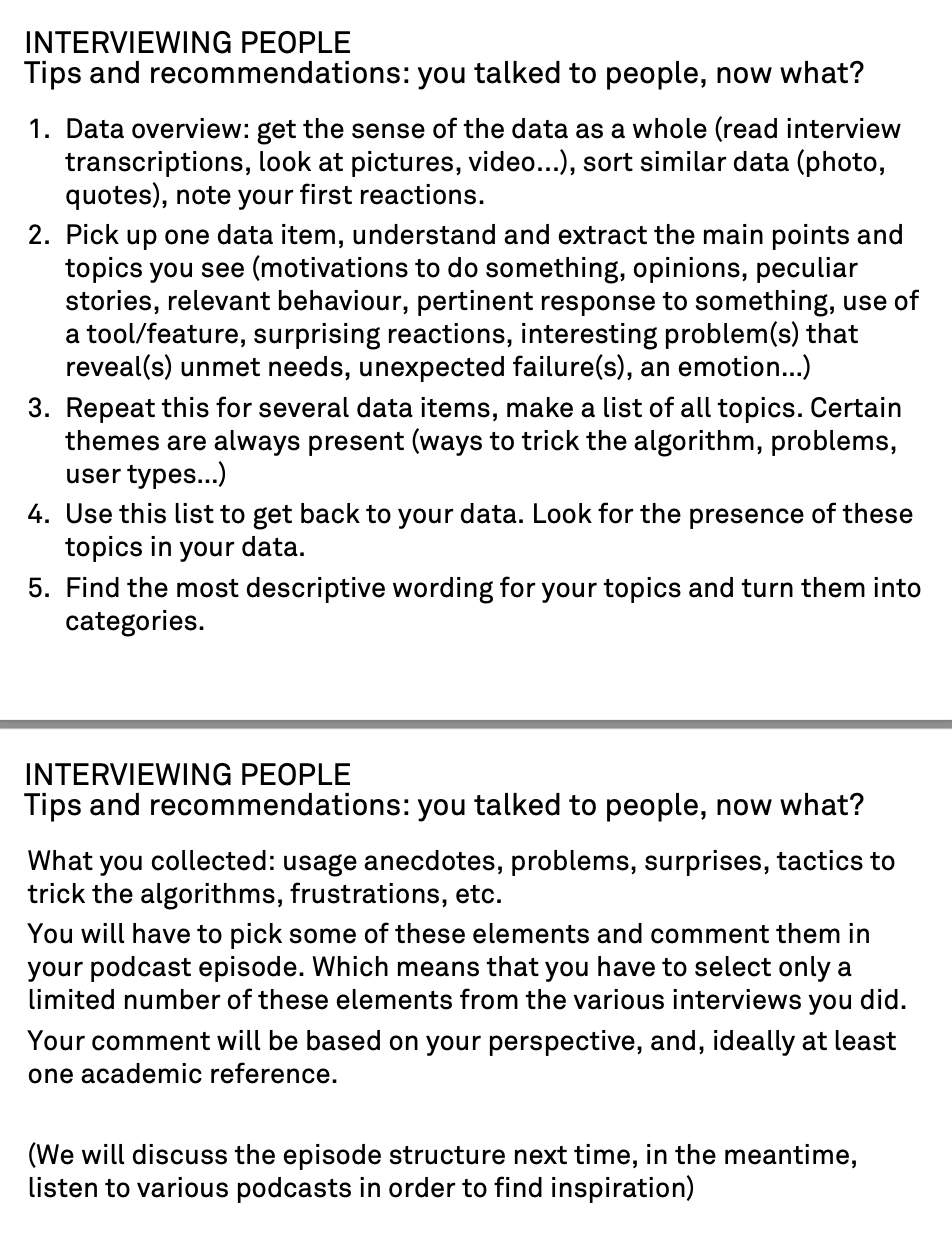 INTERVIEWING PEOPLE
Tips and recommendations: you talked to people, now what?
1. Data overview: get the sense of the data as a whole (read interview
transcriptions, look at pictures, video...), sort similar data (photo,
quotes), note your first reactions.
2. Pick up one data item, understand and extract the main points and
topics you see (motivations to do something, opinions, peculiar
stories, relevant behaviour, pertinent response to something, use of
a tool/feature, surprising reactions, interesting problem(s) that
reveal(s) unmet needs, unexpected failure(s), an emotion...)
3. Repeat this for several data items, make a list of all topics. Certain
themes are always present (ways to trick the algorithm, problems,
user types...)
4. Use this list to get back to your data. Look for the presence of these
topics in your data.
5. Find the most descriptive wording for your topics and turn them into
categories.
INTERVIEWING PEOPLE
Tips and recommendations: you talked to people, now what?
What you collected: usage anecdotes, problems, surprises, tactics to
trick the algorithms, frustrations, etc.
You will have to pick some of these elements and comment them in
your podcast episode. Which means that you have to select only a
limited number of these elements from the various interviews you did.
Your comment will be based on your perspective, and, ideally at least
one academic reference.
(We will discuss the episode structure next time, in the meantime,
listen to various podcasts in order to find inspiration)